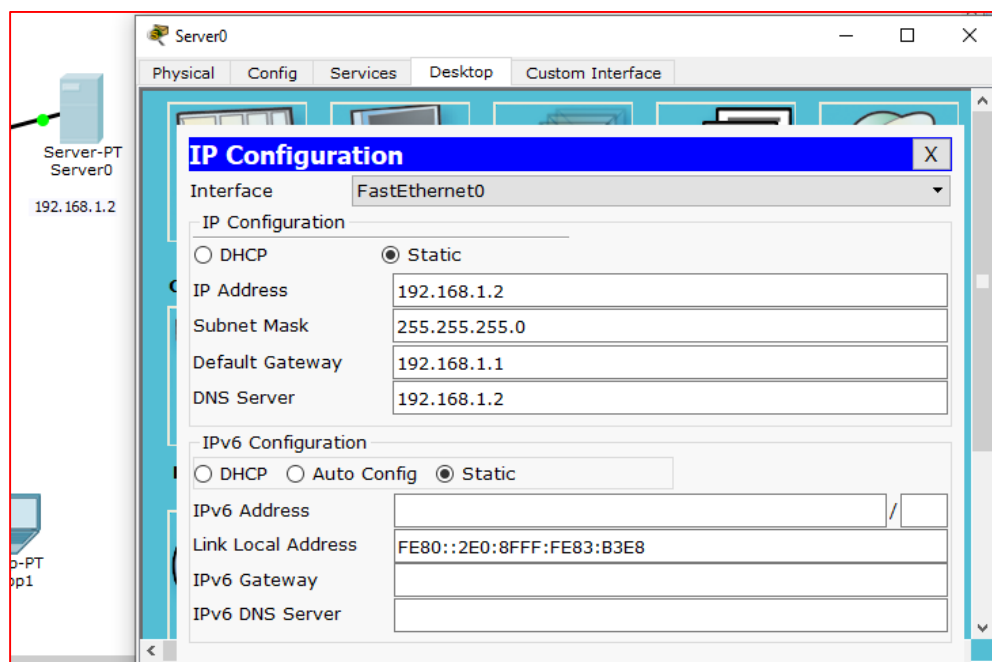 Server0
Physical Config Services Desktop Custom Interface
Server-PT
Server0
192.168.1.2
IP Configuration X
Interface FastEthernet0
IP Configuration
DHCP Static
IP Address 192.168.1.2
Subnet Mask 255.255.255.0
Default Gateway 192.168.1.1
DNS Server 192.168.1.2
IPv6 Configuration
DHCP Auto Config Static
IPv6 Address /
Link Local Address FE80::2E0:8FFF:FE83:B3E8
IPv6 Gateway
IPv6 DNS Server
-PT